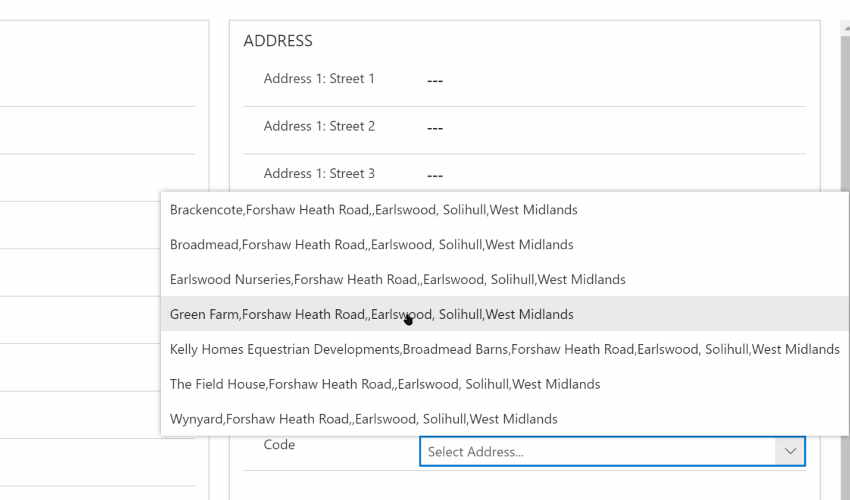 ADDRESS
Address 1: Street 1 ---
Address 1: Street 2 ---
Address 1: Street 3 ---
Brackencote,Forshaw Heath Road,,Earlswood, Solihull,West Midlands
Broadmead,Forshaw Heath Road,,Earlswood, Solihull,West Midlands
Earlswood Nurseries,Forshaw Heath Road,,Earlswood, Solihull,West Midlands
Green Farm,Forshaw Heath Road,,Earlswood, Solihull,West Midlands
Kelly Homes Equestrian Developments,Broadmead Barns,Forshaw Heath Road,Earlswood, Solihull,West Midlands
The Field House,Forshaw Heath Road,,Earlswood, Solihull,West Midlands
Wynyard,Forshaw Heath Road,,Earlswood, Solihull,West Midlands
Code Select Address...